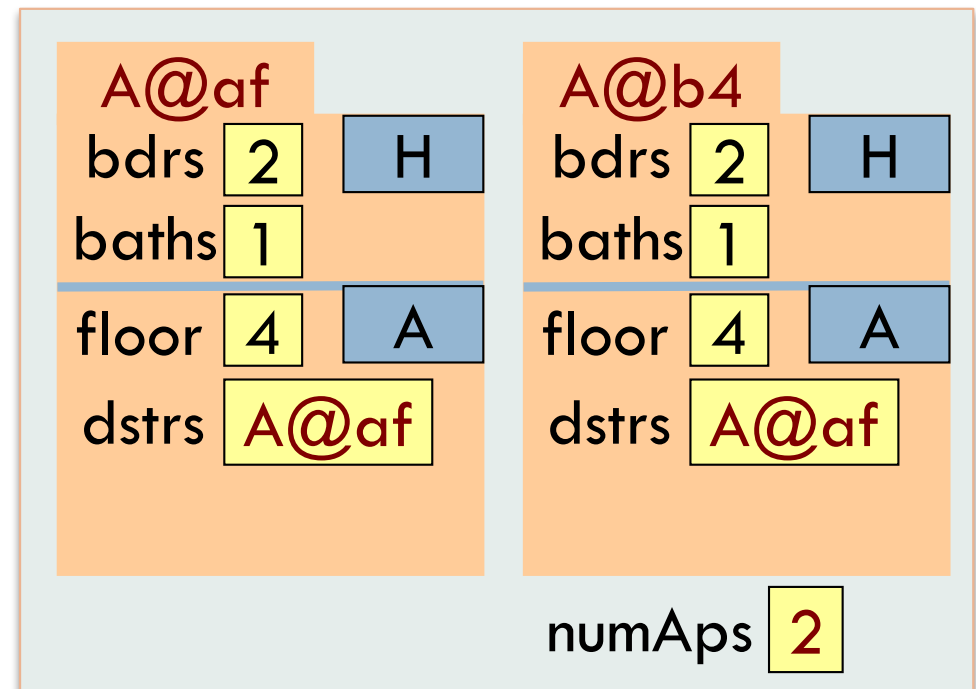 A@af
bdrs 2 H
baths 1
floor 4 A
dstrs A@af
A@b4
bdrs 2 H
baths 1
floor 4 A
dstrs A@af
numAps 2